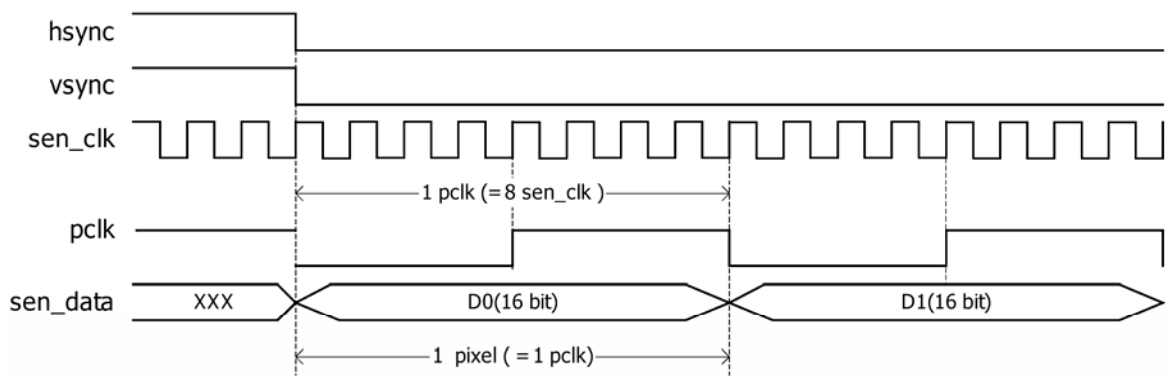 hsync
vsync
sen_clk
1 pclk (=8 sen_clk )
pclk
sen_data XXX D0(16 bit) D1(16 bit)
1 pixel ( =1 pclk)